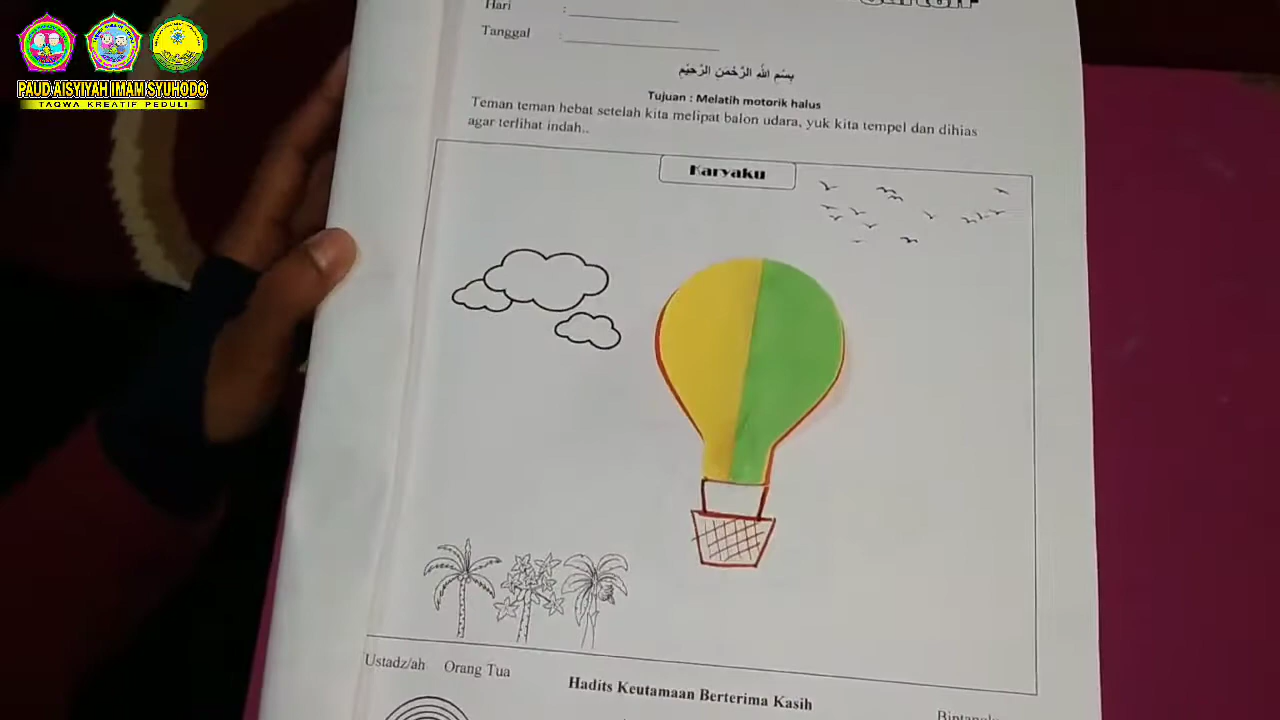 PAUD AISYIYAH IMAM SYUHODO
TAQWA KREATIF PEDULI
Hari : 
Tanggal : 
بِسْمِ اللهِ الرَّحْمَنِ الرَّحِيْمِ
Tujuan : Melatih motorik halus
Teman teman hebat setelah kita melipat balon udara, yuk kita tempel dan dihias
agar terlihat indah..
Karyaku
Ustadz/ah Orang Tua
Hadits Keutamaan Berterima Kasih